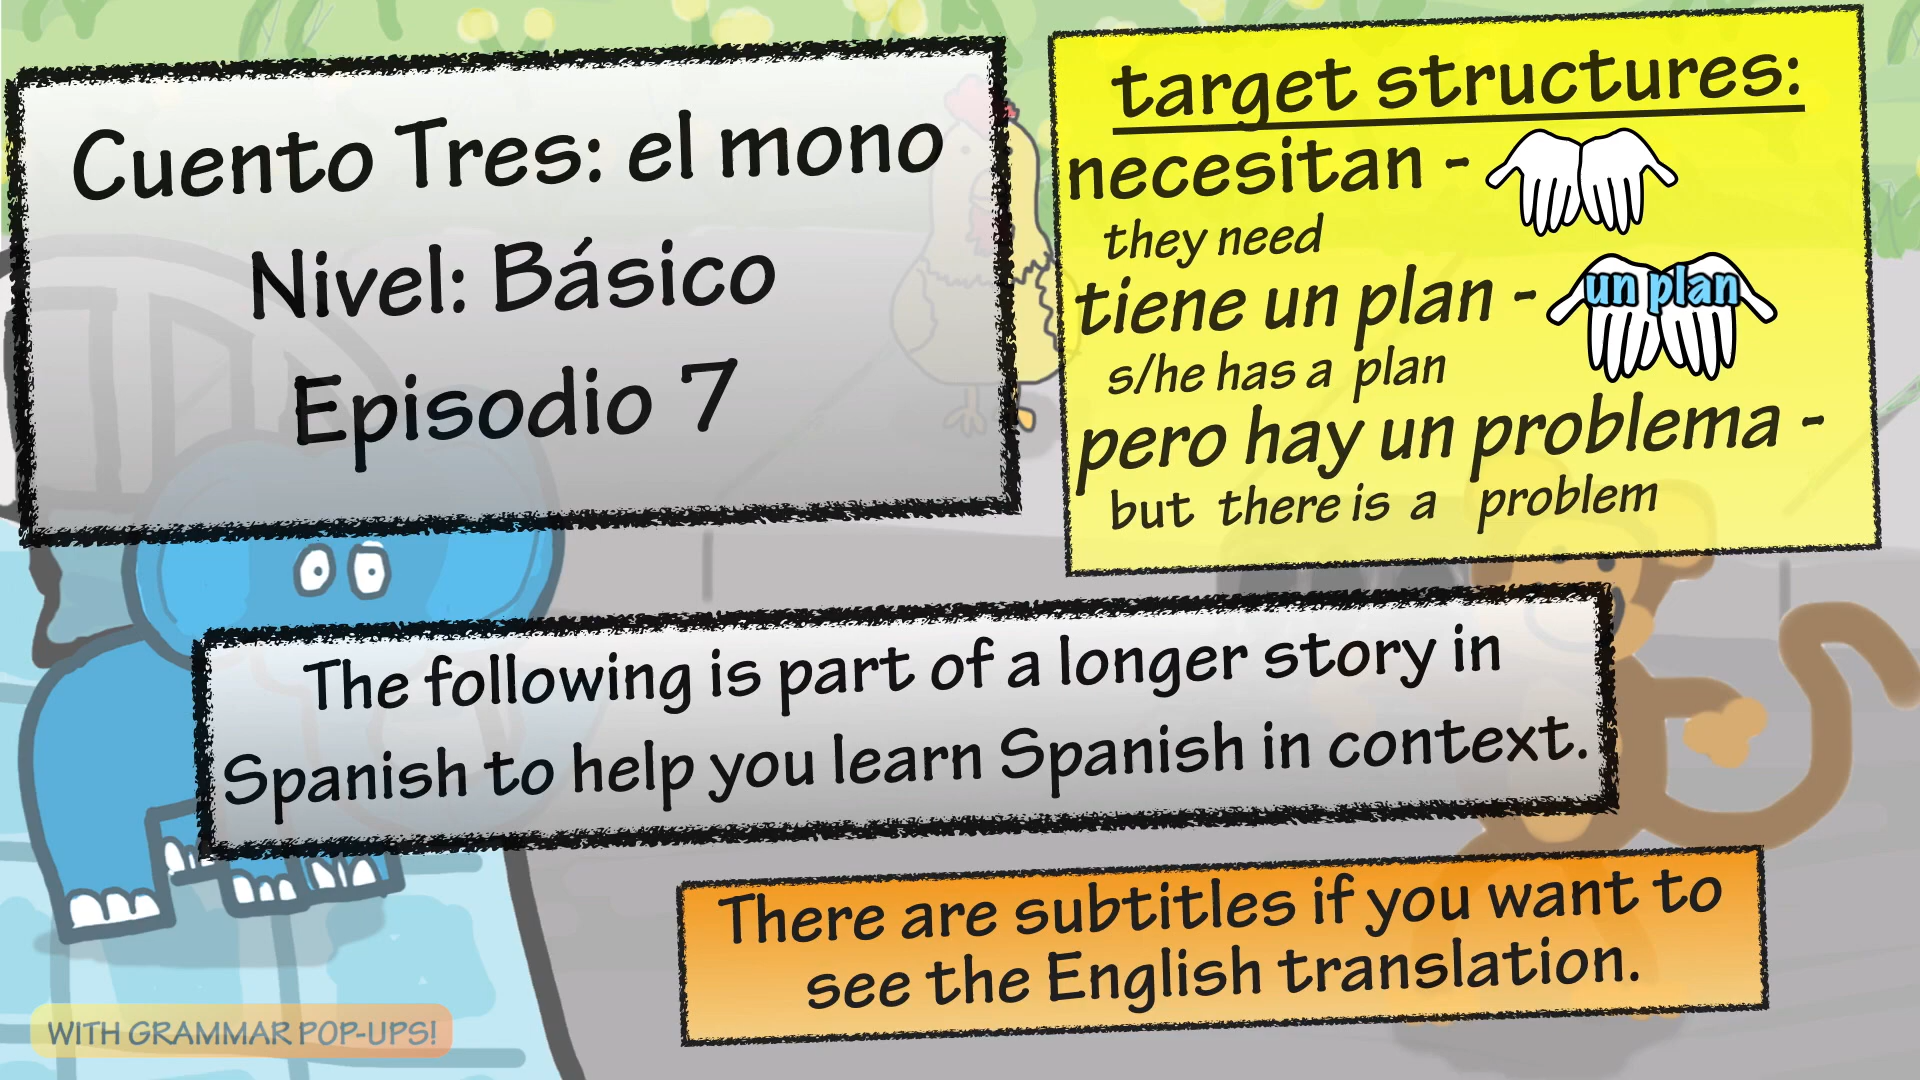 Cuento Tres: el mono
Nivel: Básico
Episodio 7
target structures:
necesitan -
they need
tiene un plan -
un plan
s/he has a plan
pero hay un problema -
but there is a problem
The following is part of a longer story in
Spanish to help you learn Spanish in context.
There are subtitles if you want to
see the English translation.
WITH GRAMMAR POP-UPS!